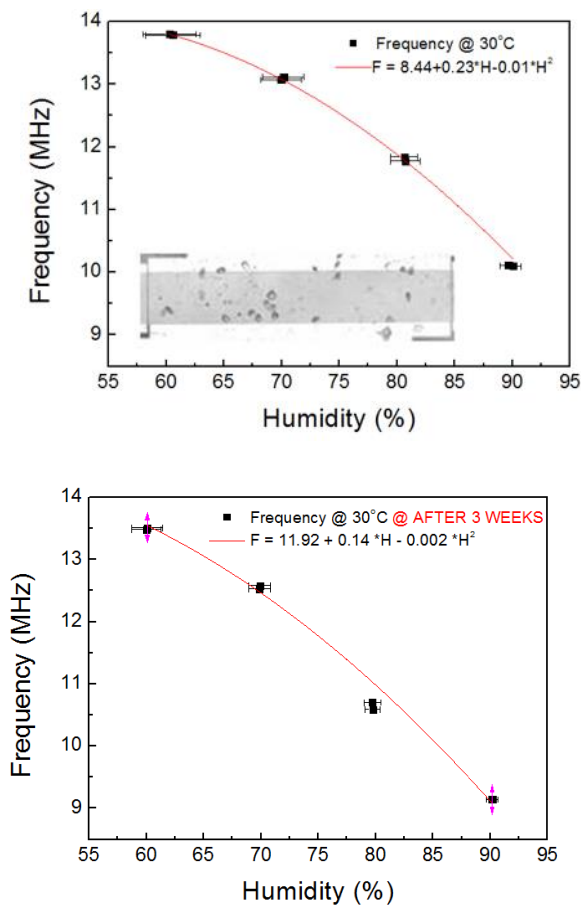 14
13
12
11
10
9
Frequency (MHz)
Frequency @ 30°C
F = 8.44+0.23*H-0.01*H²
55 60 65 70 75 80 85 90 95
Humidity (%)
14
13
12
11
10
9
Frequency (MHz)
Frequency @ 30°C @ AFTER 3 WEEKS
F = 11.92 + 0.14 *H - 0.002 *H²
55 60 65 70 75 80 85 90 95
Humidity (%)